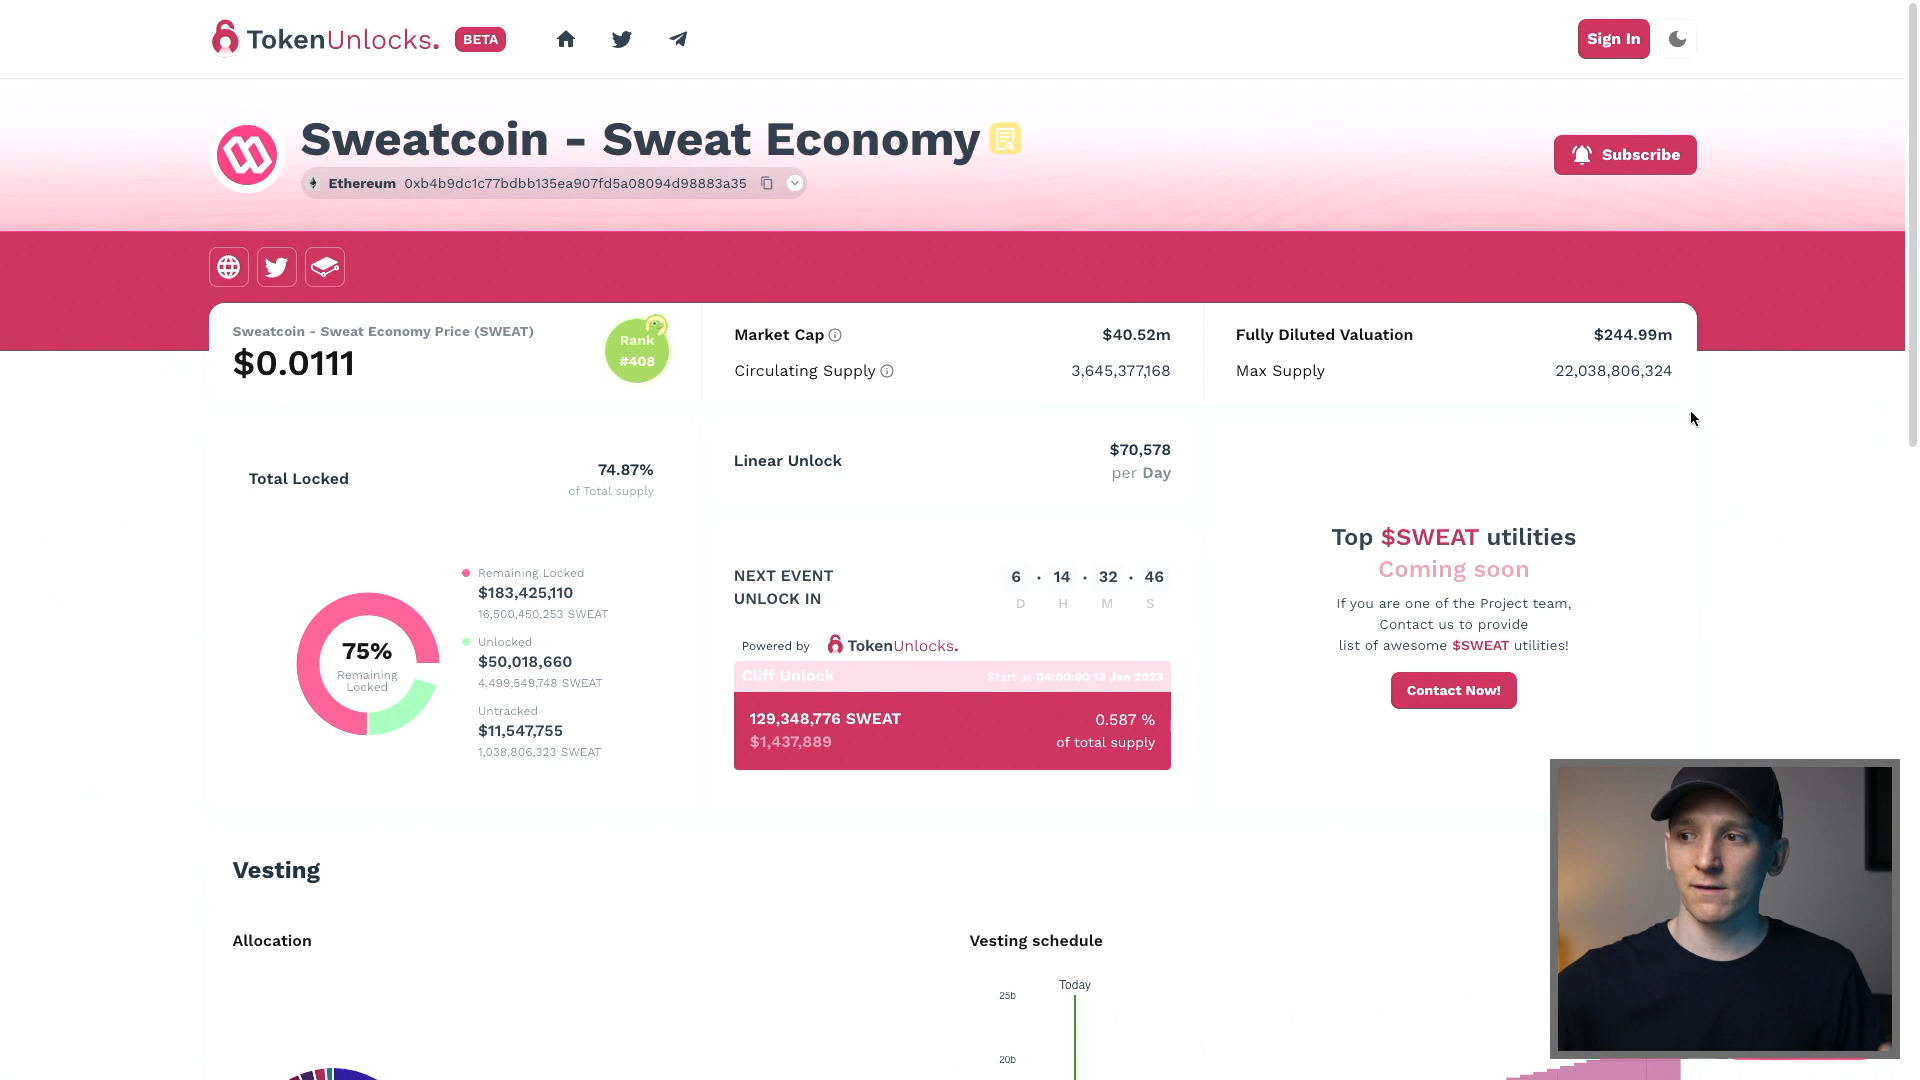 TokenUnlocks. BETA
Sign In
Sweatcoin - Sweat Economy
Ethereum 0xb4b9dc1c77bdbb135ea907fd5a08094d98883a35
Subscribe
Sweatcoin - Sweat Economy Price (SWEAT)
$0.0111
Rank
#408
Market Cap $40.52m
Circulating Supply 3,645,377,168
Fully Diluted Valuation $244.99m
Max Supply 22,038,806,324
Total Locked
74.87%
of Total supply
75%
Remaining
Locked
Remaining Locked
$183,425,110
16,500,450,253 SWEAT
Unlocked
$50,018,660
4,499,549,748 SWEAT
Untracked
$11,547,755
1,038,806,323 SWEAT
Linear Unlock
$70,578
per Day
NEXT EVENT
UNLOCK IN
6 · 14 · 32 · 46
D H M S
Powered by TokenUnlocks.
Cliff Unlock Start at 04:00:00 13 Jan 2023
129,348,776 SWEAT 0.587 %
$1,437,889 of total supply
Top $SWEAT utilities
Coming soon
If you are one of the Project team,
Contact us to provide
list of awesome $SWEAT utilities!
Contact Now!
Vesting
Allocation
Vesting schedule
Today
25b
20b